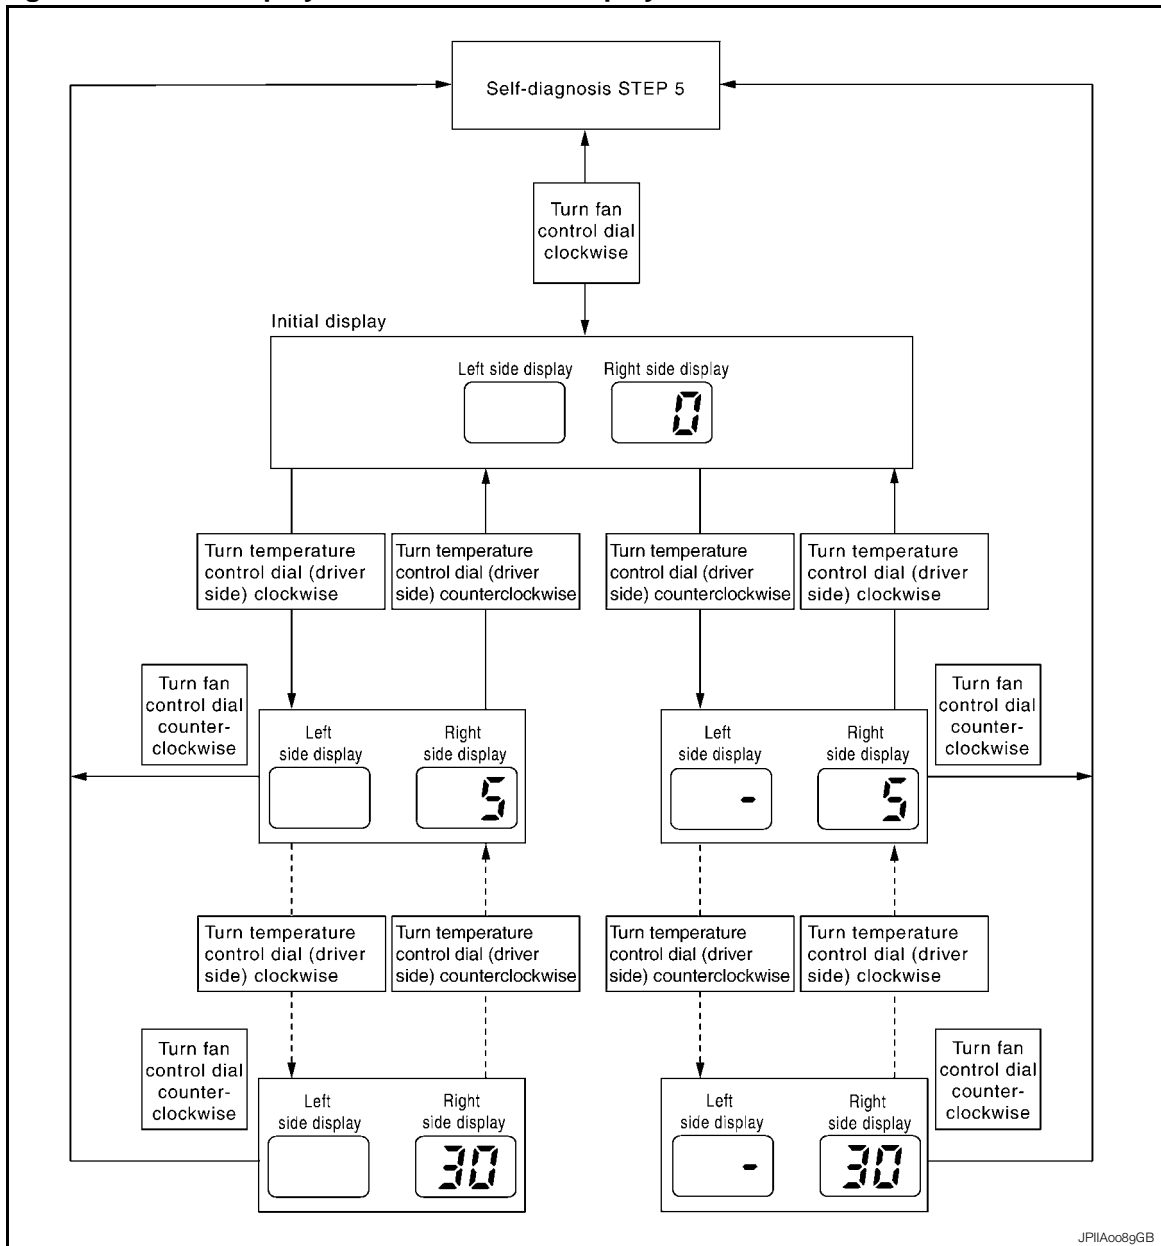 Self-diagnosis STEP 5
Turn fan
control dial
clockwise
Initial display
Left side display
Right side display
0
Turn temperature
control dial (driver
side) clockwise
Turn temperature
control dial (driver
side) counterclockwise
Turn temperature
control dial (driver
side) counterclockwise
Turn temperature
control dial (driver
side) clockwise
Turn fan
control dial
counter-
clockwise
Left
side display
Right
side display
5
Left
side display
-
Right
side display
5
Turn fan
control dial
counter-
clockwise
Turn temperature
control dial (driver
side) clockwise
Turn temperature
control dial (driver
side) counterclockwise
Turn temperature
control dial (driver
side) counterclockwise
Turn temperature
control dial (driver
side) clockwise
Turn fan
control dial
counter-
clockwise
Left
side display
Right
side display
30
Left
side display
-
Right
side display
30
Turn fan
control dial
counter-
clockwise
JPIIA0089GB